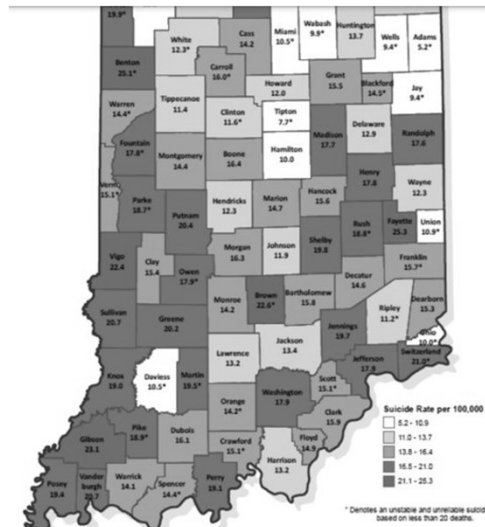 19.9*
Cass
14.2
Miami
10.5*
Wabash
9.9*
Huntington
13.7
Wells
9.4*
Adams
5.2*
White
12.3*
Carroll
16.0*
Benton
25.1*
Howard
12.0
Grant
15.5
Blackford
14.5*
Jay
9.4*
Warren
14.4*
Tippecanoe
11.4
Clinton
11.6*
Tipton
7.7*
Madison
17.7
Delaware
12.9
Randolph
17.6
Fountain
17.8*
Montgomery
14.4
Boone
16.4
Hamilton
10.0
Henry
17.8
Wayne
12.3
Verm
15.1*
Parke
18.7*
Putnam
20.4
Hendricks
12.3
Marion
14.7
Hancock
15.6
Rush
18.8*
Fayette
25.3
Union
10.9*
Vigo
22.4
Clay
15.4
Owen
17.9*
Morgan
16.3
Johnson
11.9
Shelby
19.8
Decatur
14.6
Franklin
15.7*
Sullivan
20.7
Greene
20.2
Monroe
14.2
Brown
22.6*
Bartholomew
15.8
Jennings
19.7
Ripley
11.2*
Dearborn
15.3
Ohio
10.0*
Switzerland
21.0*
Knox
19.0
Daviess
10.5*
Martin
19.5*
Lawrence
13.2
Jackson
13.4
Jefferson
17.9
Scott
15.1*
Orange
14.2*
Washington
17.9
Clark
15.9
Gibson
23.1
Pike
18.9*
Dubois
16.1
Crawford
15.1*
Floyd
14.9
Harrison
13.2
Posey
19.4
Vander
burgh
20.7
Warrick
14.1
Spencer
14.4*
Perry
19.1
Suicide Rate per 100,000
5.2 - 10.9
11.0 - 13.7
13.8 - 16.4
16.5 - 21.0
21.1 - 25.3
* Denotes an unstable and unreliable suicid
based on less than 20 deaths.